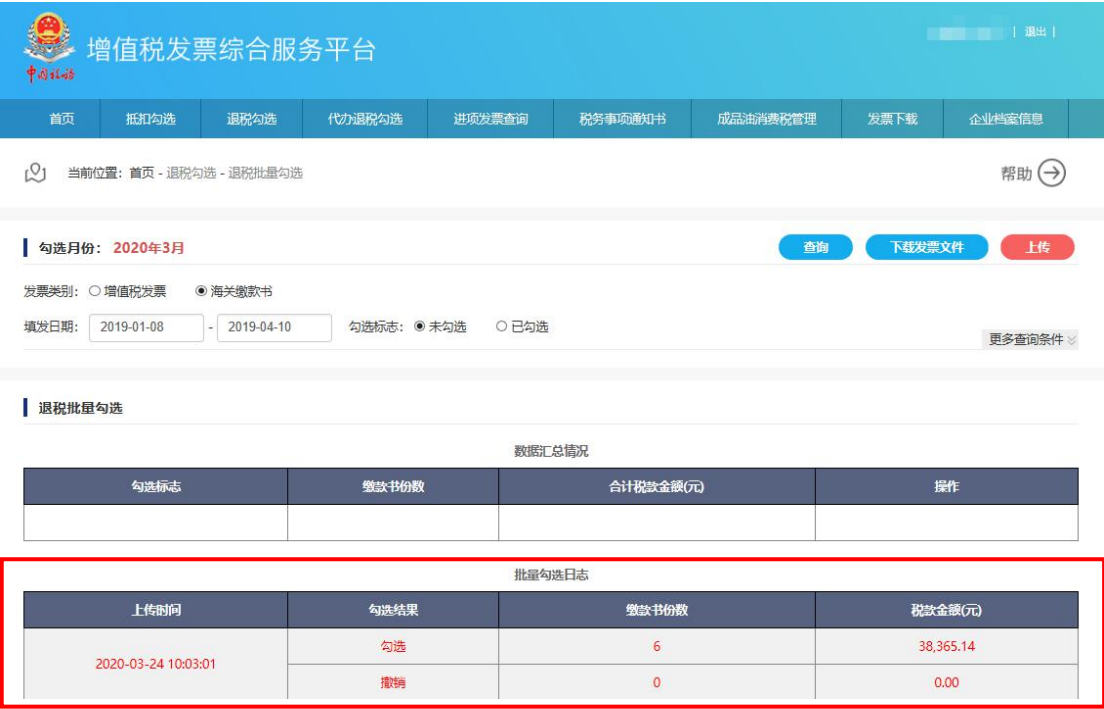 中国税务
增值税发票综合服务平台
| 退出 |
首页 抵扣勾选 退税勾选 代办退税勾选 进项发票查询 税务事项通知书 成品油消费税管理 发票下载 企业档案信息
当前位置：首页 - 退税勾选 - 退税批量勾选 帮助
勾选月份： 2020年3月 查询 下载发票文件 上传
发票类别： 增值税发票 海关缴款书
填发日期： 2019-01-08 - 2019-04-10 勾选标志： 未勾选 已勾选
更多查询条件
退税批量勾选
数据汇总情况
勾选标志 缴款书份数 合计税款金额(元) 操作
批量勾选日志
上传时间 勾选结果 缴款书份数 税款金额(元)
2020-03-24 10:03:01 勾选 6 38,365.14
撤销 0 0.00